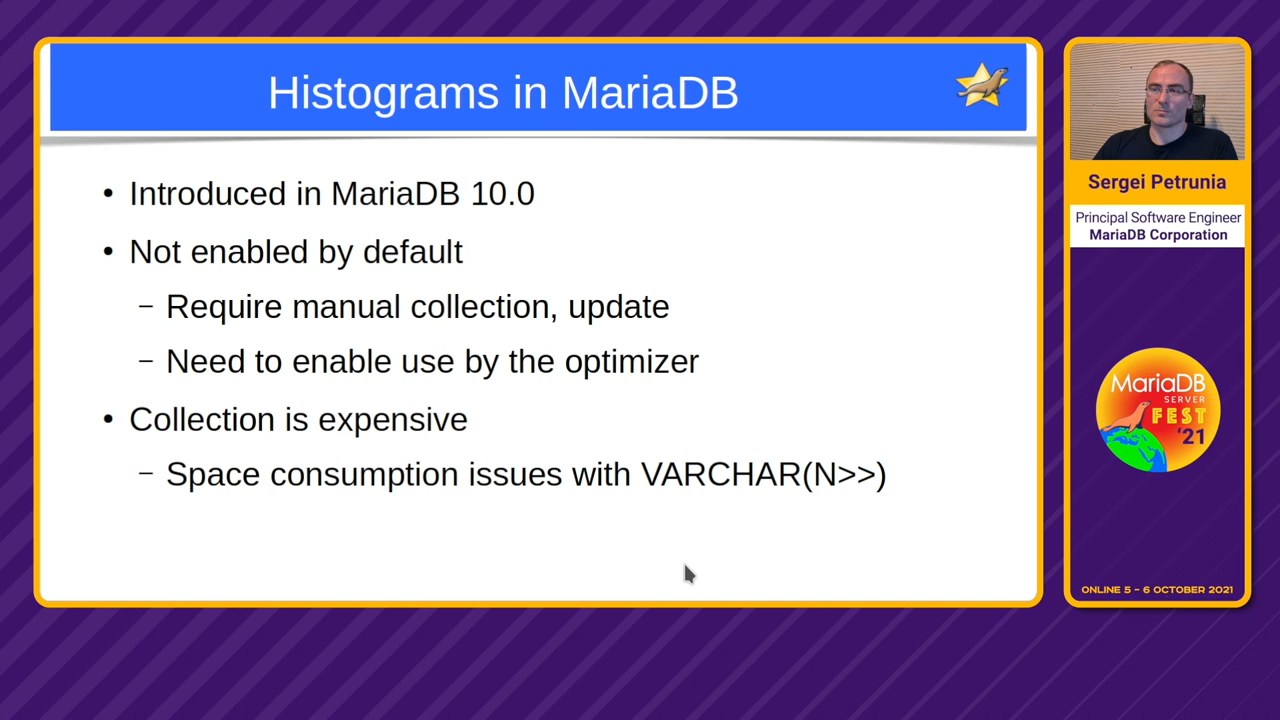 Histograms in MariaDB
• Introduced in MariaDB 10.0
• Not enabled by default
– Require manual collection, update
– Need to enable use by the optimizer
• Collection is expensive
– Space consumption issues with VARCHAR(N>>)
Sergei Petrunia
Principal Software Engineer
MariaDB Corporation
MariaDB
SERVER
FEST
'21
ONLINE 5 – 6 OCTOBER 2021